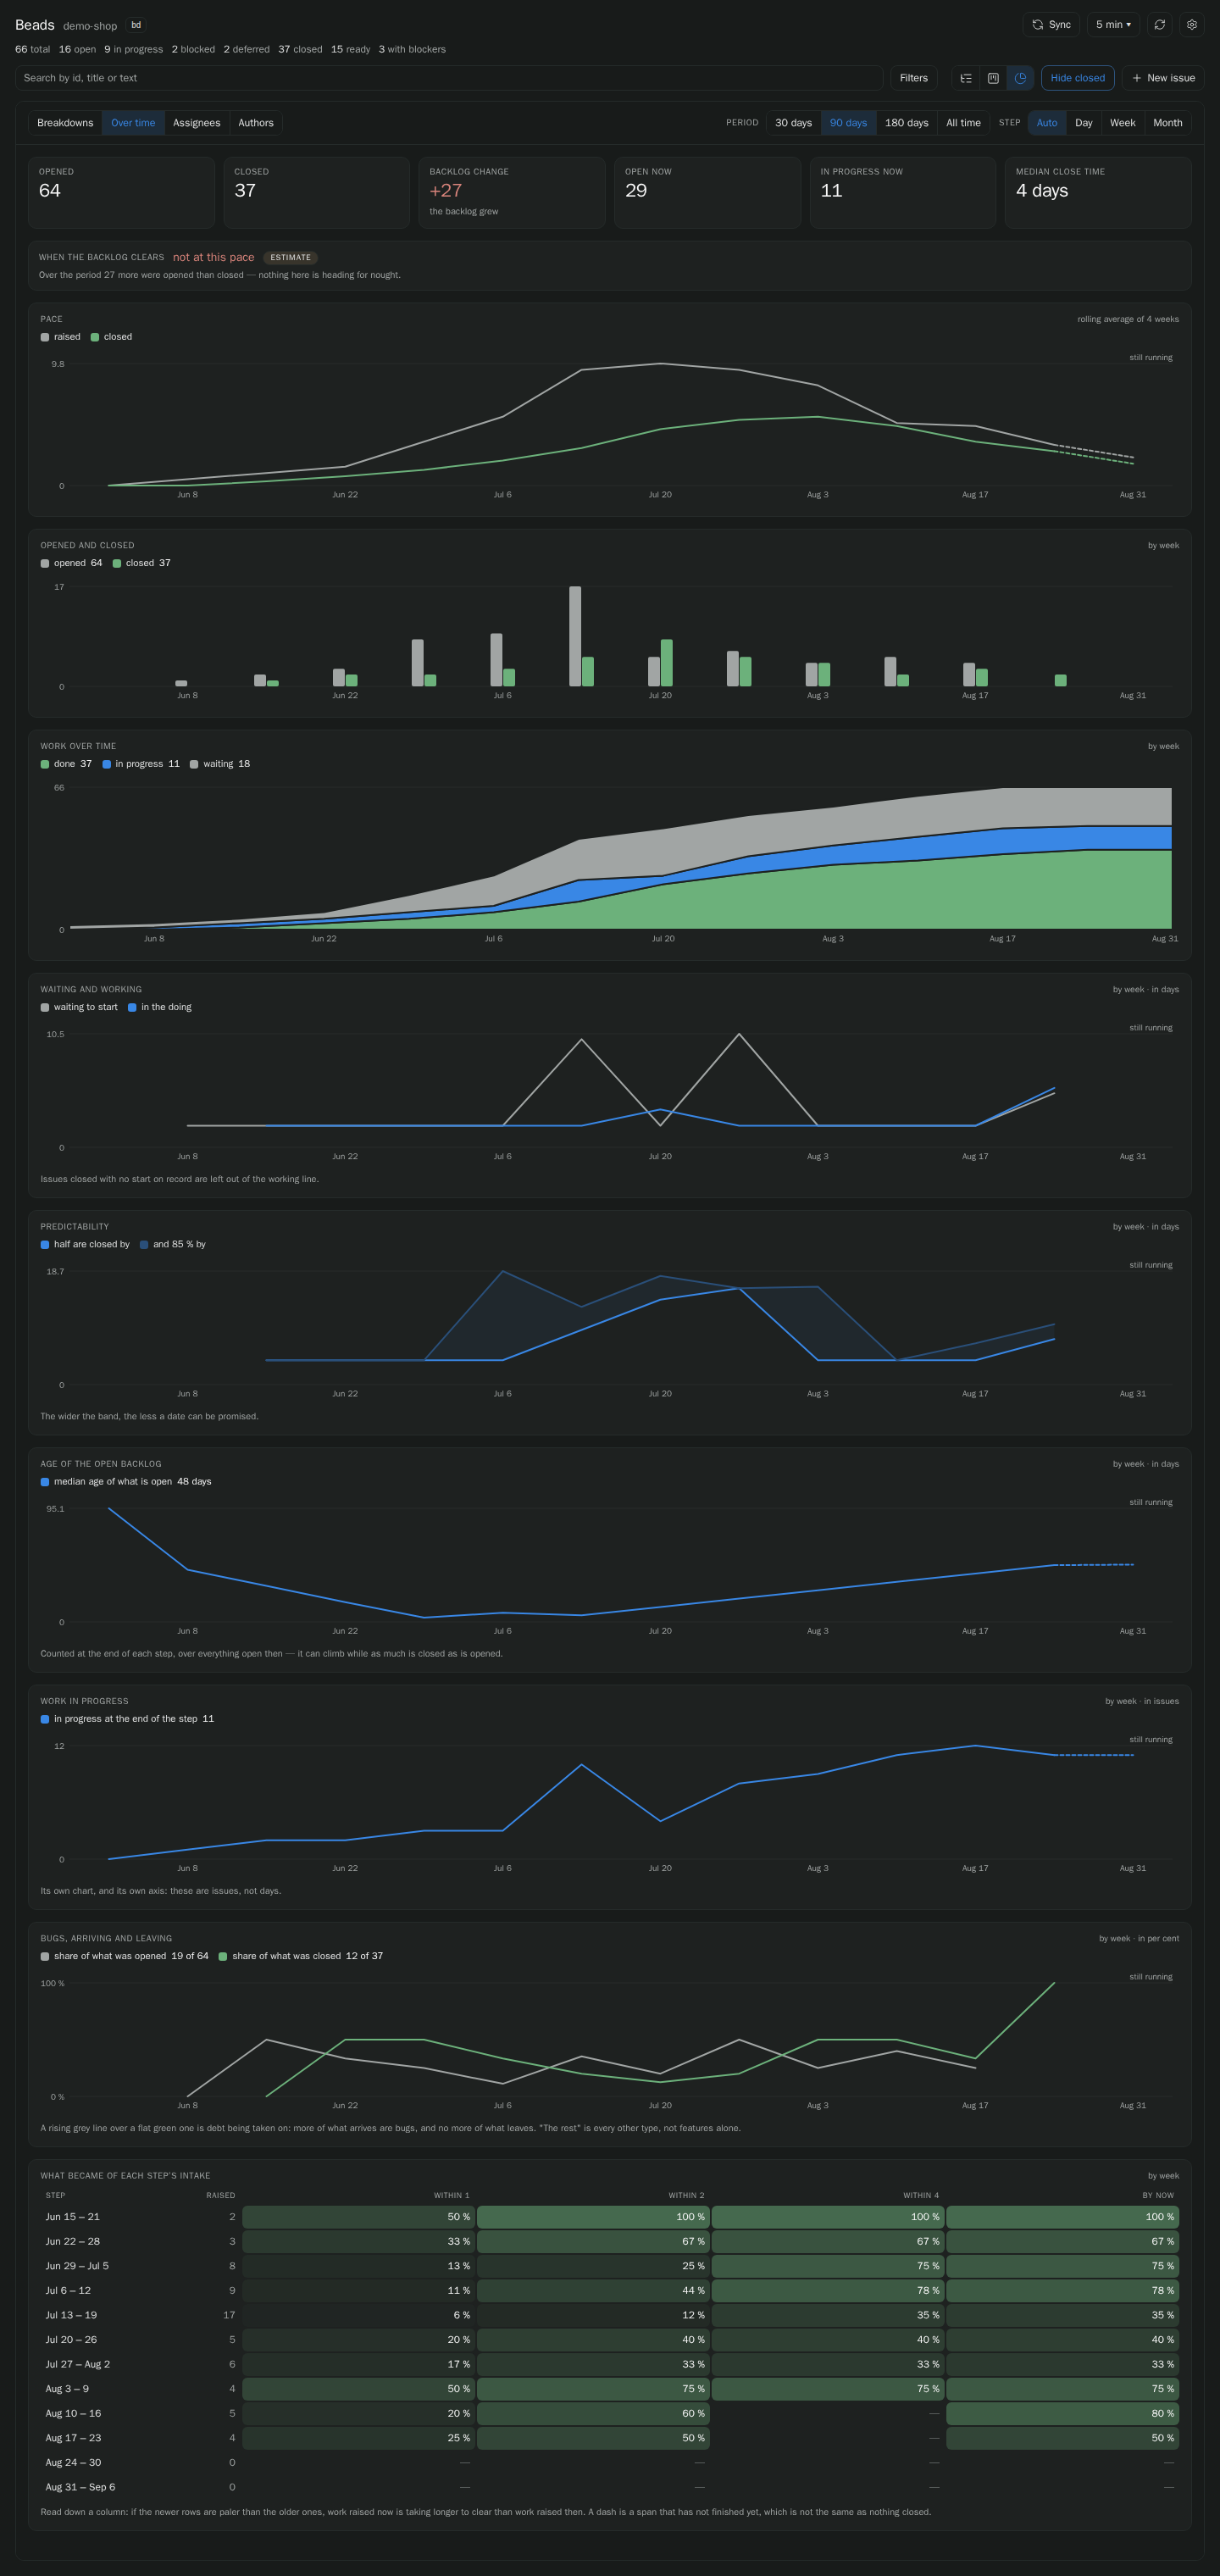 Beads demo-shop bd Sync 5 min
66 total 16 open 9 in progress 2 blocked 2 deferred 37 closed 15 ready 3 with blockers
Search by id, title or text Filters Hide closed New issue
Breakdowns Over time Assignees Authors PERIOD 30 days 90 days 180 days All time STEP Auto Day Week Month
OPENED CLOSED BACKLOG CHANGE OPEN NOW IN PROGRESS NOW MEDIAN CLOSE TIME
64 37 +27 29 11 4 days
the backlog grew
WHEN THE BACKLOG CLEARS not at this pace ESTIMATE
Over the period 27 more were opened than closed — nothing here is heading for nought.
PACE rolling average of 4 weeks
raised closed
still running
9.8
0
Jun 8 Jun 22 Jul 6 Jul 20 Aug 3 Aug 17 Aug 31
OPENED AND CLOSED by week
opened 64 closed 37
17
0
Jun 8 Jun 22 Jul 6 Jul 20 Aug 3 Aug 17 Aug 31
WORK OVER TIME by week
done 37 in progress 11 waiting 18
66
0
Jun 8 Jun 22 Jul 6 Jul 20 Aug 3 Aug 17 Aug 31
WAITING AND WORKING by week · in days
waiting to start in the doing
still running
10.5
0
Jun 8 Jun 22 Jul 6 Jul 20 Aug 3 Aug 17 Aug 31
Issues closed with no start on record are left out of the working line.
PREDICTABILITY by week · in days
half are closed by and 85 % by
still running
18.7
0
Jun 8 Jun 22 Jul 6 Jul 20 Aug 3 Aug 17 Aug 31
The wider the band, the less a date can be promised.
AGE OF THE OPEN BACKLOG by week · in days
median age of what is open 48 days
still running
95.1
0
Jun 8 Jun 22 Jul 6 Jul 20 Aug 3 Aug 17 Aug 31
Counted at the end of each step, over everything open then — it can climb while as much is closed as is opened.
WORK IN PROGRESS by week · in issues
in progress at the end of the step 11
still running
12
0
Jun 8 Jun 22 Jul 6 Jul 20 Aug 3 Aug 17 Aug 31
Its own chart, and its own axis: these are issues, not days.
BUGS, ARRIVING AND LEAVING by week · in per cent
share of what was opened 19 of 64 share of what was closed 12 of 37
still running
100 %
0 %
Jun 8 Jun 22 Jul 6 Jul 20 Aug 3 Aug 17 Aug 31
A rising grey line over a flat green one is debt being taken on: more of what arrives are bugs, and no more of what leaves. "The rest" is every other type, not features alone.
WHAT BECAME OF EACH STEP'S INTAKE by week
STEP RAISED WITHIN 1 WITHIN 2 WITHIN 4 BY NOW
Jun 15 – 21 2 50 % 100 % 100 % 100 %
Jun 22 – 28 3 33 % 67 % 67 % 67 %
Jun 29 – Jul 5 8 13 % 25 % 75 % 75 %
Jul 6 – 12 9 11 % 44 % 78 % 78 %
Jul 13 – 19 17 6 % 12 % 35 % 35 %
Jul 20 – 26 5 20 % 40 % 40 % 40 %
Jul 27 – Aug 2 6 17 % 33 % 33 % 33 %
Aug 3 – 9 4 50 % 75 % 75 % 75 %
Aug 10 – 16 5 20 % 60 % — 80 %
Aug 17 – 23 4 25 % 50 % — 50 %
Aug 24 – 30 0 — — — —
Aug 31 – Sep 6 0 — — — —
Read down a column: if the newer rows are paler than the older ones, work raised now is taking longer to clear than work raised then. A dash is a span that has not finished yet, which is not the same as nothing closed.